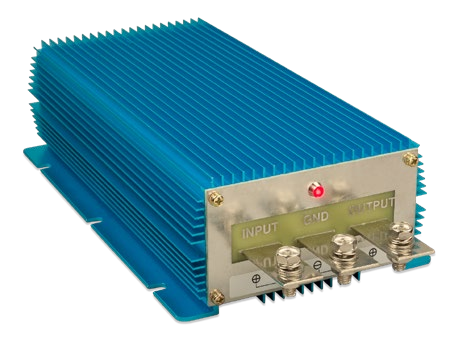 INPUT GND OUTPUT
⊕ ⊖ ⊕